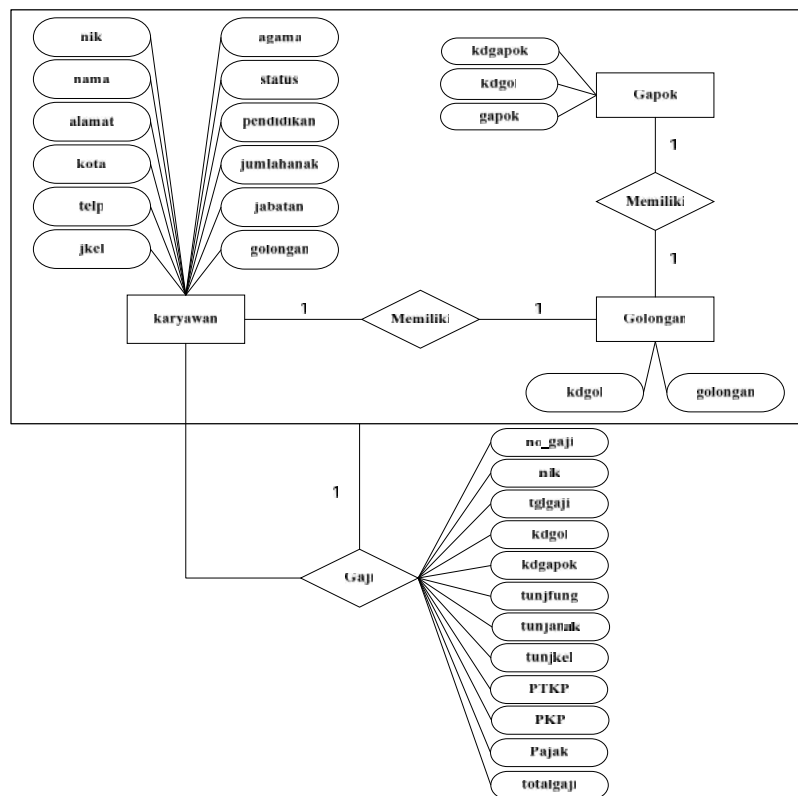 nik
nama
alamat
kota
telp
jkel
agama
status
pendidikan
jumlahanak
jabatan
golongan
kdgapok
kdgol
gapok
Gapok
1
Memiliki
1
karyawan
1
Memiliki
1
Golongan
kdgol
golongan
1
Gaji
no_gaji
nik
tglgaji
kdgol
kdgapok
tunjfung
tunjanak
tunjkel
PTKP
PKP
Pajak
totalgaji